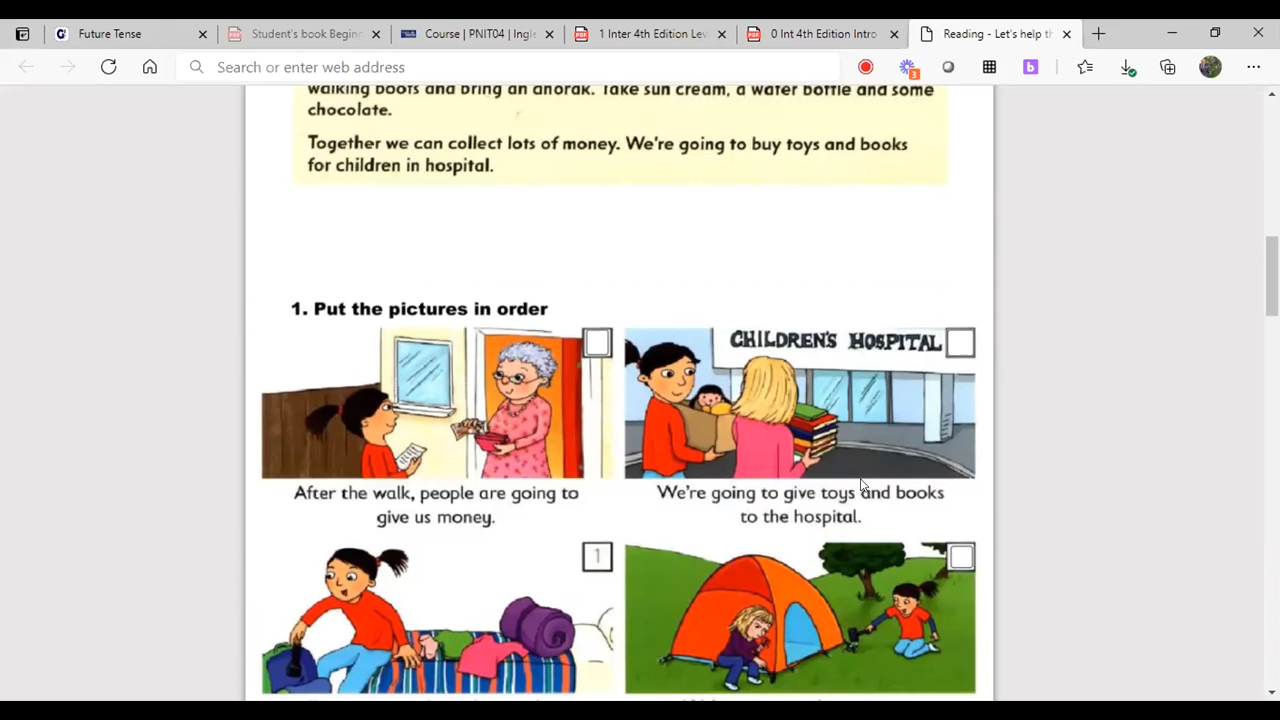 Future Tense
Student's book Beginn
Course | PNIT04 | Ingle
1 Inter 4th Edition Lev
0 Int 4th Edition Intro
Reading - Let's help th
Search or enter web address
3
walking boots and bring an anorak. Take sun cream, a water bottle and some
chocolate.
Together we can collect lots of money. We're going to buy toys and books
for children in hospital.
1. Put the pictures in order
CHILDREN'S HOSPITAL
After the walk, people are going to
give us money.
We're going to give toys and books
to the hospital.
1